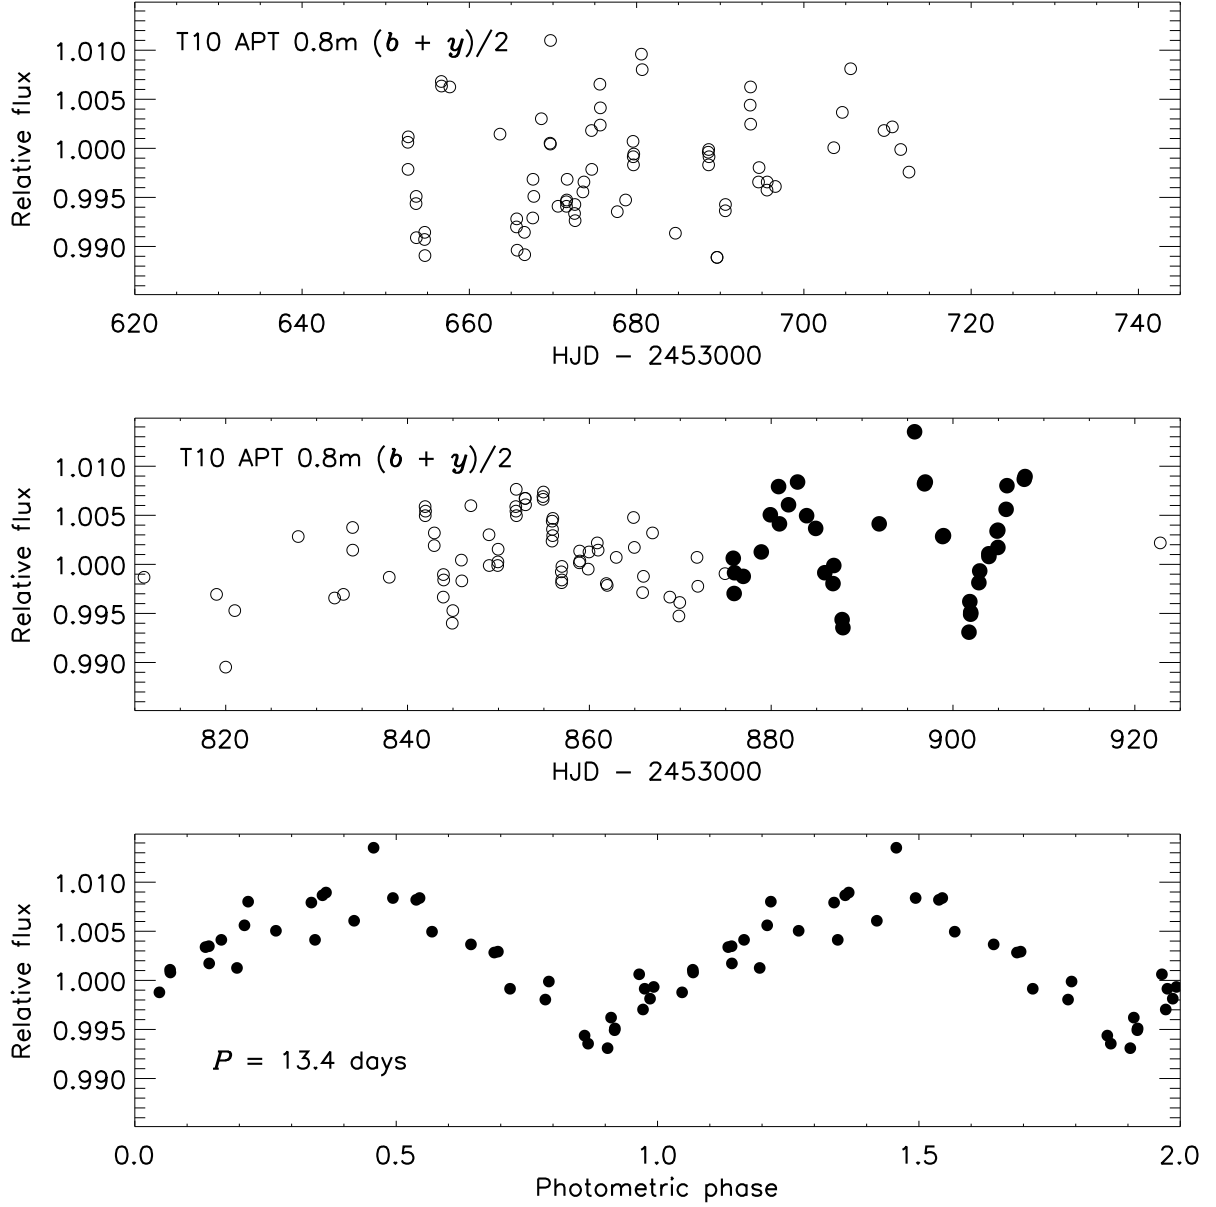 T10 APT 0.8m (b + y)/2
1.010
1.005
1.000
0.995
0.990
Relative flux
620 640 660 680 700 720 740
HJD − 2453000
T10 APT 0.8m (b + y)/2
1.010
1.005
1.000
0.995
0.990
Relative flux
820 840 860 880 900 920
HJD − 2453000
1.010
1.005
1.000
0.995
0.990
Relative flux
P = 13.4 days
0.0 0.5 1.0 1.5 2.0
Photometric phase